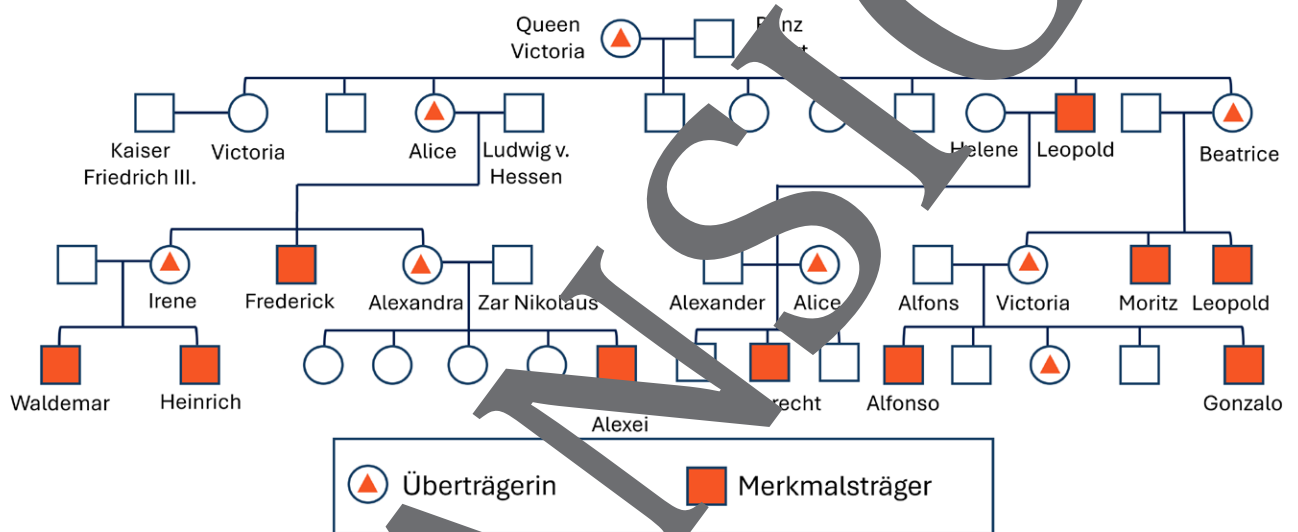 Queen
Victoria
Kaiser
Friedrich III.
Victoria
Alice
Ludwig v.
Hessen
Helene
Leopold
Beatrice
Irene
Frederick
Alexandra
Zar Nikolaus
Alexander
Alice
Alfons
Victoria
Moritz
Leopold
Waldemar
Heinrich
Alexei
Alfonso
Gonzalo
Überträgerin
Merkmalsträger